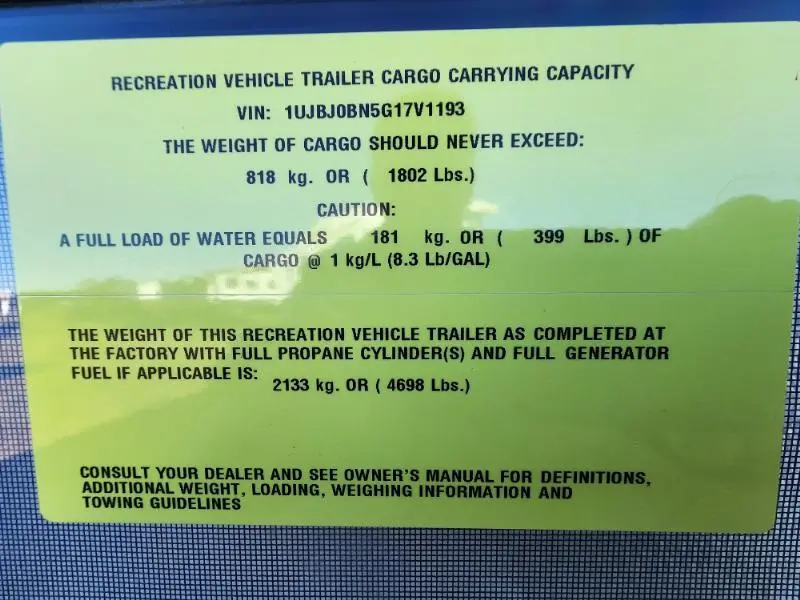 RECREATION VEHICLE TRAILER CARGO CARRYING CAPACITY
VIN: 1UJBJ0BN5G17V1193
THE WEIGHT OF CARGO SHOULD NEVER EXCEED:
818 kg. OR ( 1802 Lbs.)
CAUTION:
A FULL LOAD OF WATER EQUALS 181 kg. OR ( 399 Lbs. ) OF
CARGO @ 1 kg/L (8.3 Lb/GAL)
THE WEIGHT OF THIS RECREATION VEHICLE TRAILER AS COMPLETED AT
THE FACTORY WITH FULL PROPANE CYLINDER(S) AND FULL GENERATOR
FUEL IF APPLICABLE IS:
2133 kg. OR ( 4698 Lbs.)
CONSULT YOUR DEALER AND SEE OWNER'S MANUAL FOR DEFINITIONS,
ADDITIONAL WEIGHT, LOADING, WEIGHING INFORMATION AND
TOWING GUIDELINES